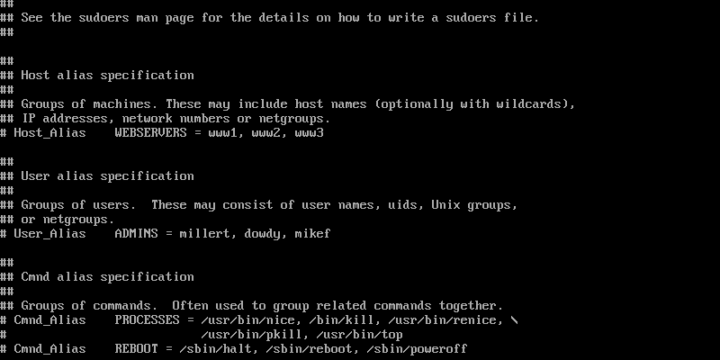 ##
## See the sudoers man page for the details on how to write a sudoers file.
##
##
## Host alias specification
##
## Groups of machines. These may include host names (optionally with wildcards),
## IP addresses, network numbers or netgroups.
# Host_Alias    WEBSERVERS = www1, www2, www3
##
## User alias specification
##
## Groups of users.  These may consist of user names, uids, Unix groups,
## or netgroups.
# User_Alias    ADMINS = millert, dowdy, mikef
##
## Cmnd alias specification
##
## Groups of commands.  Often used to group related commands together.
# Cmnd_Alias    PROCESSES = /usr/bin/nice, /bin/kill, /usr/bin/renice, \
#                           /usr/bin/pkill, /usr/bin/top
# Cmnd_Alias    REBOOT = /sbin/halt, /sbin/reboot, /sbin/poweroff